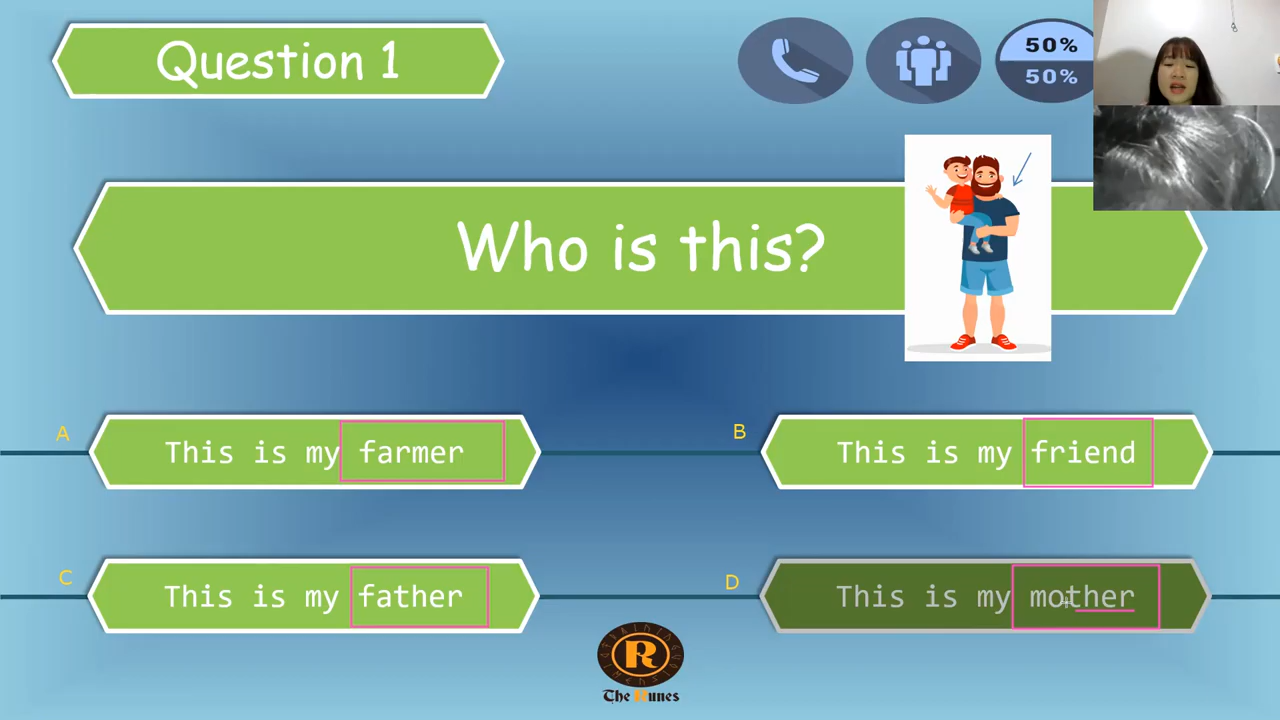 Question 1
50%
50%
Who is this?
A
This is my farmer
B
This is my friend
C
This is my father
D
This is my mother
R
The Runes